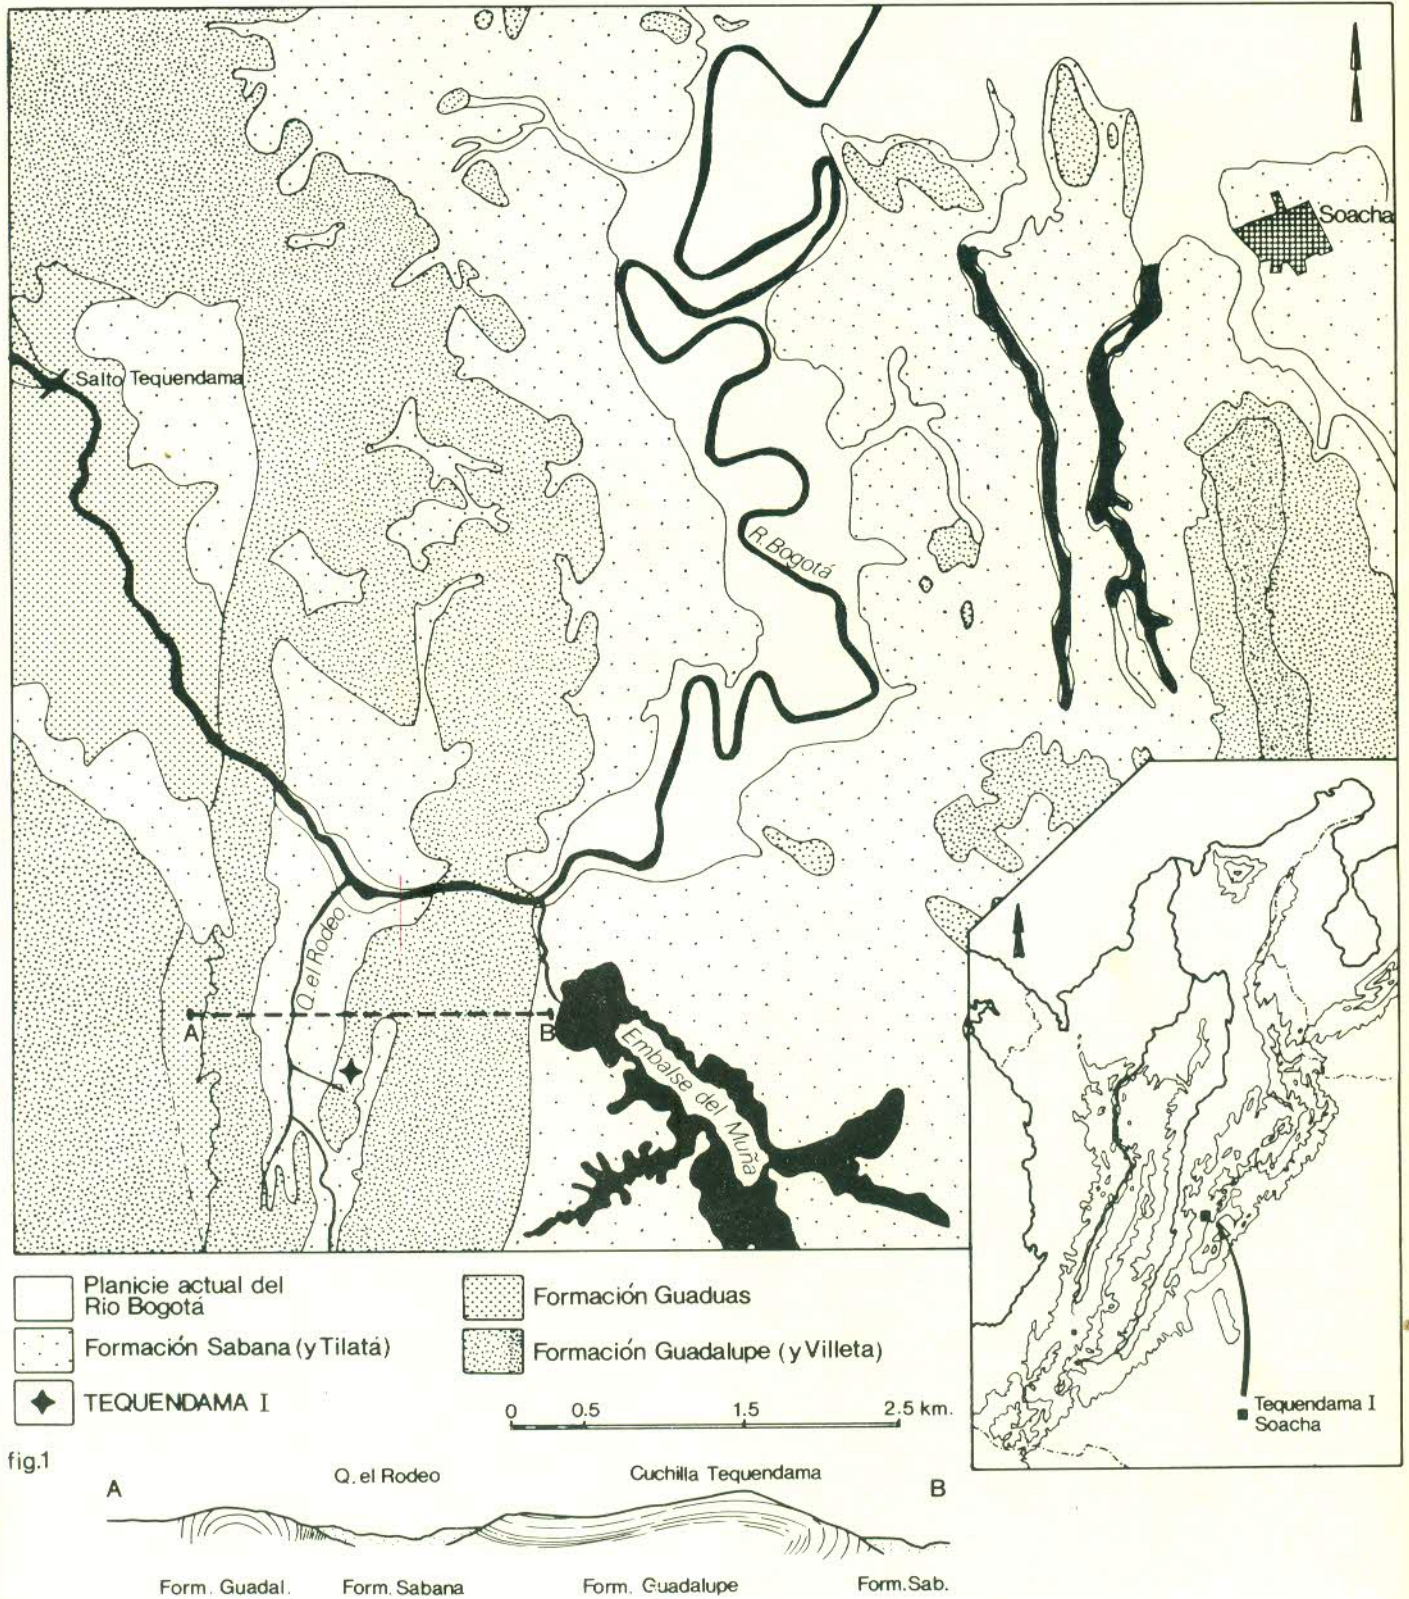 Soacha
Salto Tequendama
R. Bogotá
Q. el Rodeo
A
B
Embalse del Muña
Planicie actual del
Rio Bogotá
Formación Guaduas
Formación Sabana (y Tilatá)
Formación Guadalupe (y Villeta)
TEQUENDAMA I
0 0.5 1.5 2.5 km.
Tequendama I
Soacha
fig.1
Q. el Rodeo
Cuchilla Tequendama
A
B
Form. Guadal.
Form. Sabana
Form. Guadalupe
Form. Sab.